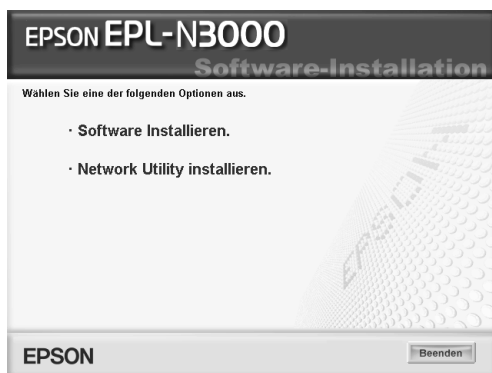 EPSON EPL-N3000
Software-Installation
Wählen Sie eine der folgenden Optionen aus.
· Software Installieren.
· Network Utility installieren.
EPSON
EPSON
Beenden